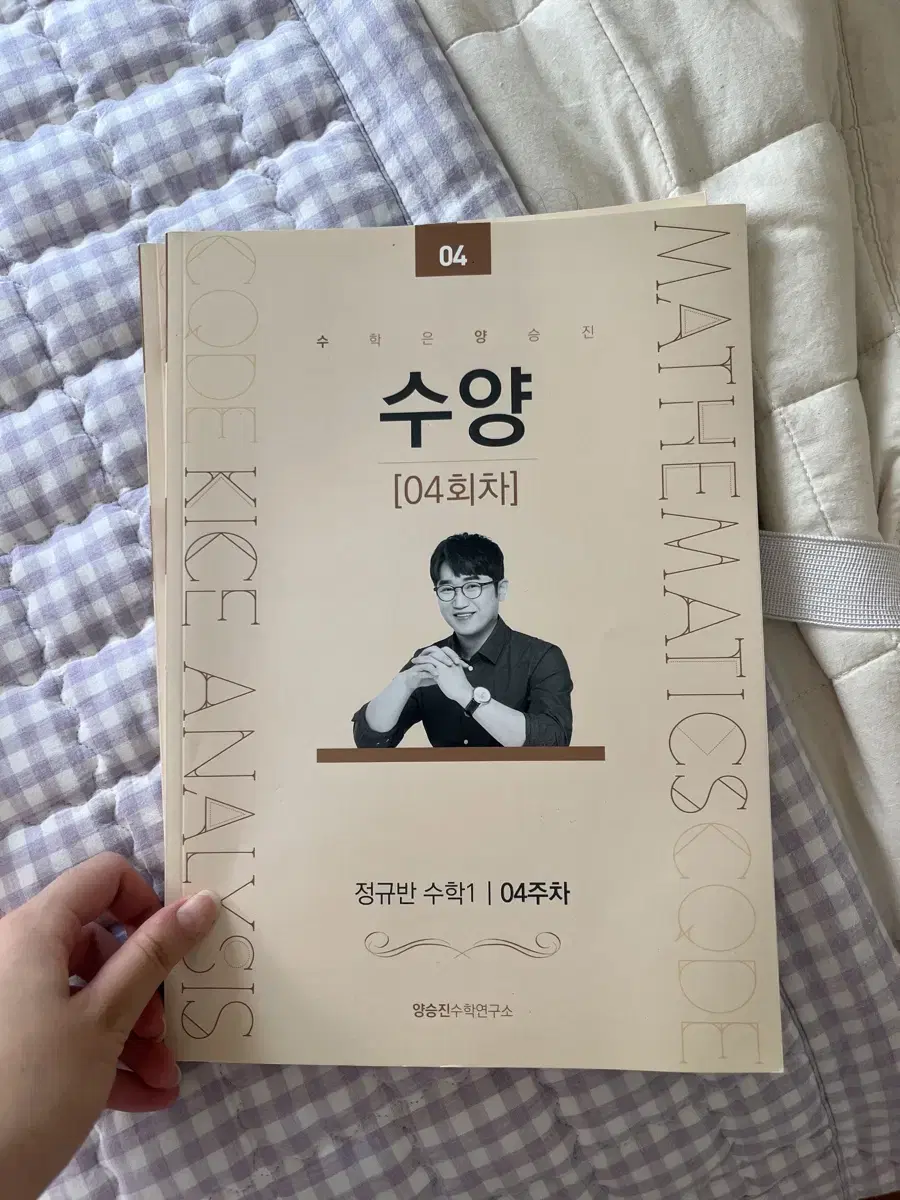 04
수학은양승진
수양
[04회차]
정규반 수학1 | 04주차
양승진수학연구소
CODE KICE ANALYSIS
MATHEMATICS CODE